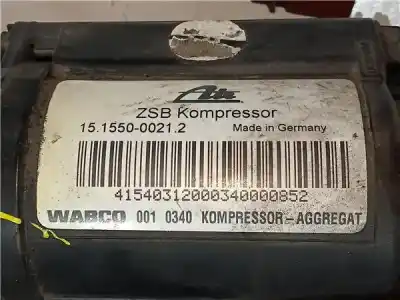 Ate
ZSB Kompressor
15.1550-0021.2 Made in Germany
41540312000340000852
WABCO 001 0340 KOMPRESSOR-AGGREGAT